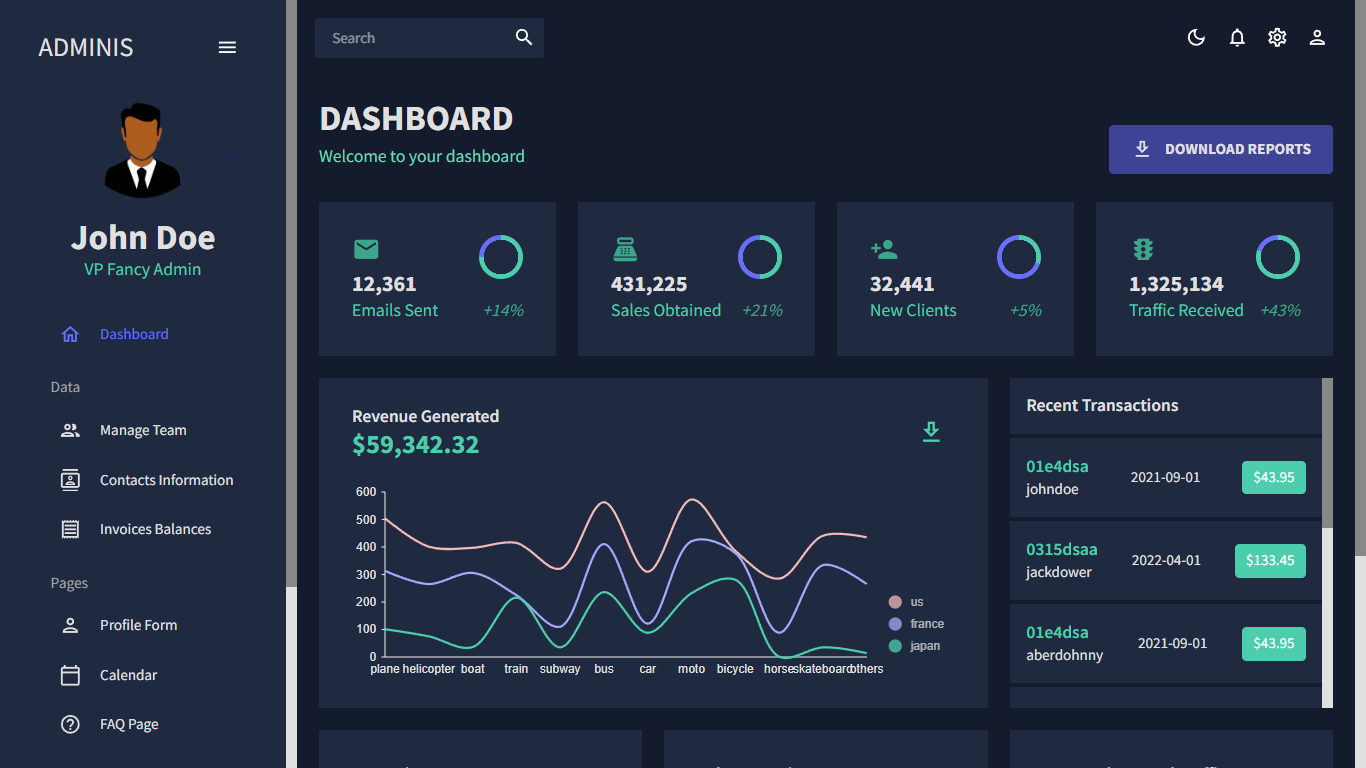 ADMINIS
Search
John Doe
VP Fancy Admin
Dashboard
Data
Manage Team
Contacts Information
Invoices Balances
Pages
Profile Form
Calendar
FAQ Page
DASHBOARD
Welcome to your dashboard
DOWNLOAD REPORTS
12,361
Emails Sent
+14%
431,225
Sales Obtained
+21%
32,441
New Clients
+5%
1,325,134
Traffic Received
+43%
Revenue Generated
$59,342.32
600
500
400
300
200
100
0
plane helicopter boat train subway bus car moto bicycle horse skateboard others
us
france
japan
Recent Transactions
01e4dsa
johndoe
2021-09-01
$43.95
0315dsaa
jackdower
2022-04-01
$133.45
01e4dsa
aberdohnny
2021-09-01
$43.95